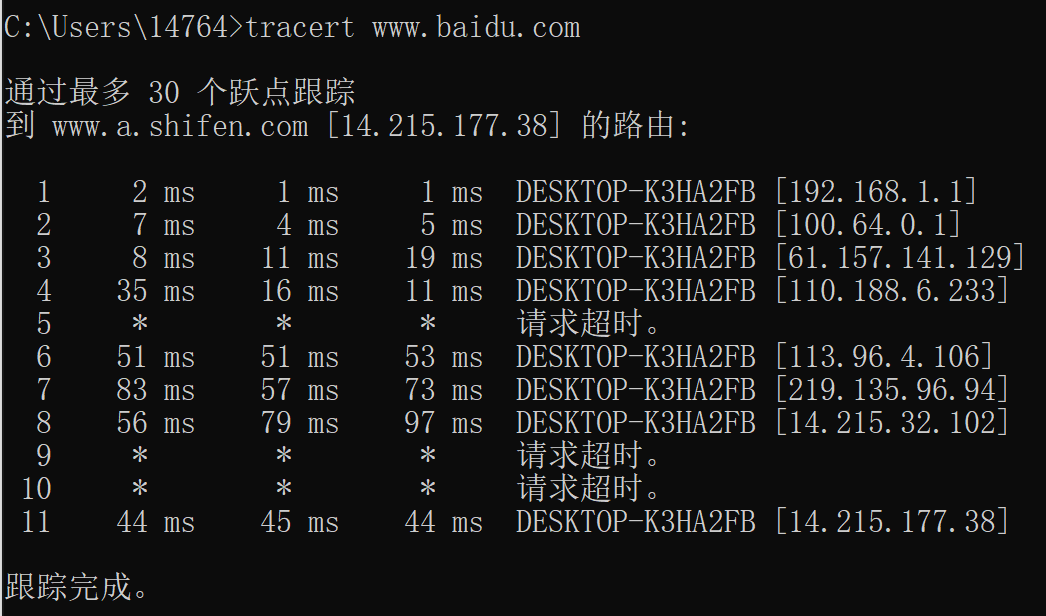 C:\Users\14764>tracert www.baidu.com
通过最多 30 个跃点跟踪
到 www.a.shifen.com [14.215.177.38] 的路由:
1 2 ms 1 ms 1 ms DESKTOP-K3HA2FB [192.168.1.1]
2 7 ms 4 ms 5 ms DESKTOP-K3HA2FB [100.64.0.1]
3 8 ms 11 ms 19 ms DESKTOP-K3HA2FB [61.157.141.129]
4 35 ms 16 ms 11 ms DESKTOP-K3HA2FB [110.188.6.233]
5 * * * 请求超时。
6 51 ms 51 ms 53 ms DESKTOP-K3HA2FB [113.96.4.106]
7 83 ms 57 ms 73 ms DESKTOP-K3HA2FB [219.135.96.94]
8 56 ms 79 ms 97 ms DESKTOP-K3HA2FB [14.215.32.102]
9 * * * 请求超时。
10 * * * 请求超时。
11 44 ms 45 ms 44 ms DESKTOP-K3HA2FB [14.215.177.38]
跟踪完成。